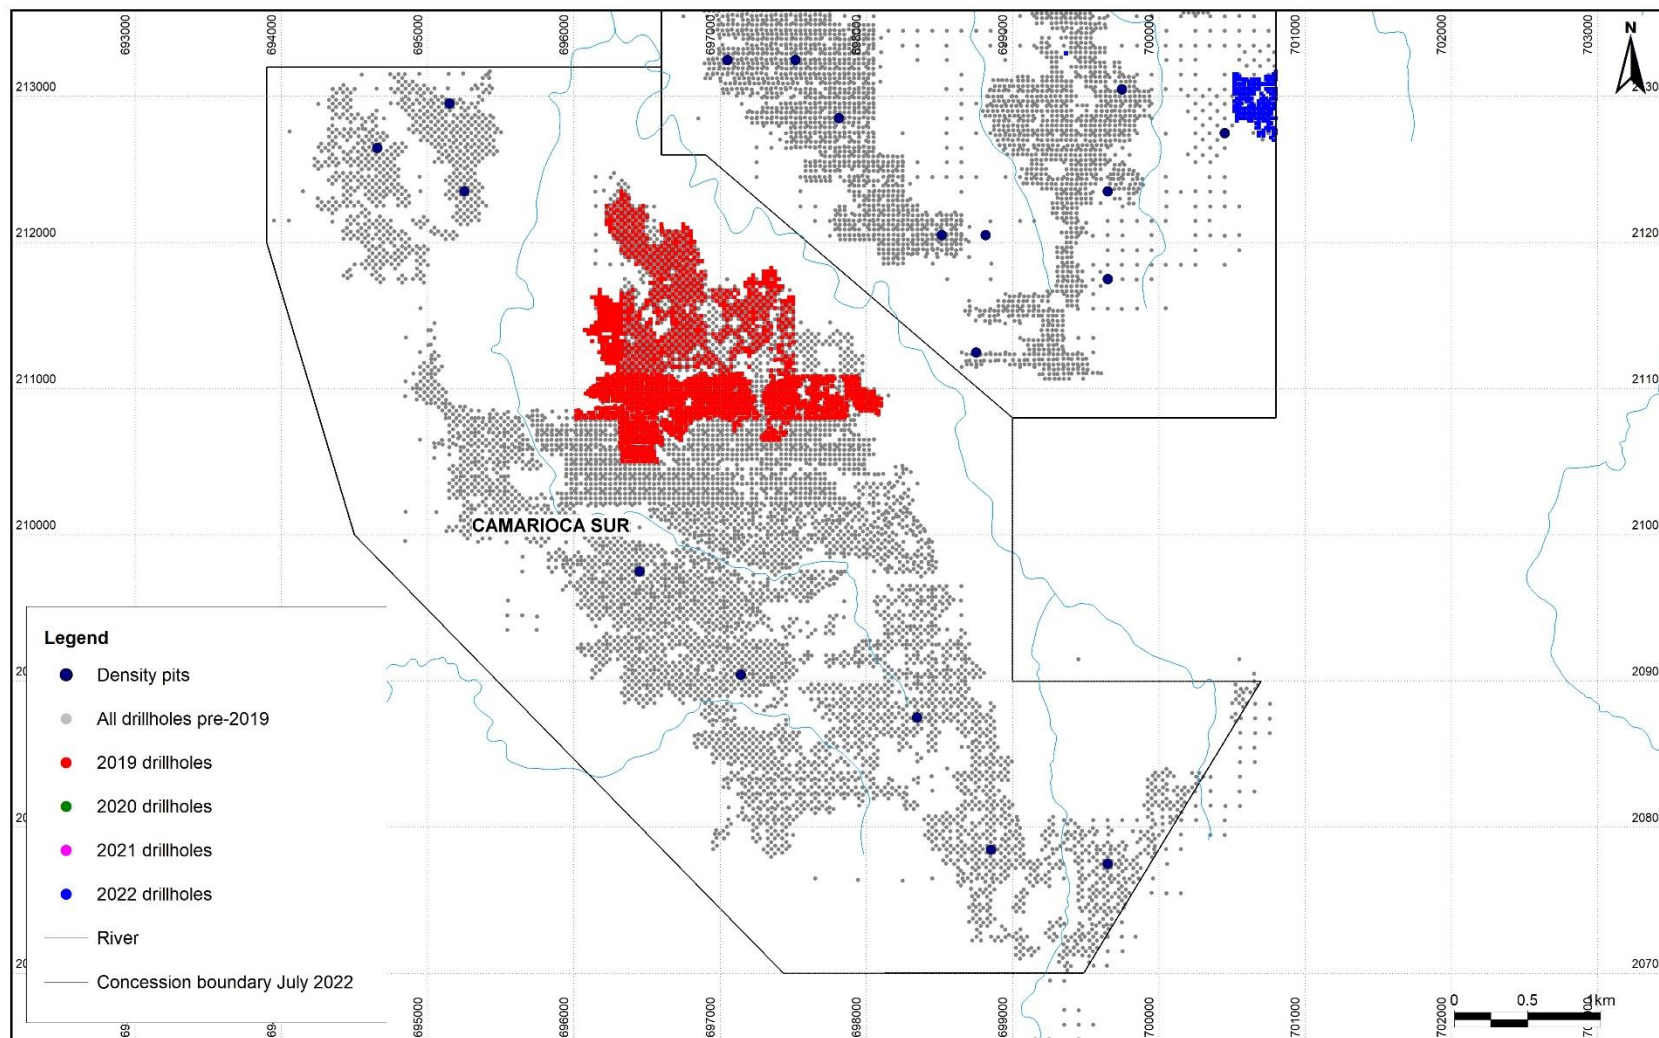 693000
694000
695000
696000
697000
698000
699000
700000
701000
702000
703000
N
213000
212000
212000
211000
210000
CAMARIOCA SUR
Legend
Density pits
All drillholes pre-2019
2019 drillholes
2020 drillholes
2021 drillholes
2022 drillholes
River
Concession boundary July 2022
695000
696000
697000
698000
699000
700000
701000
702000
0 0.5 1km